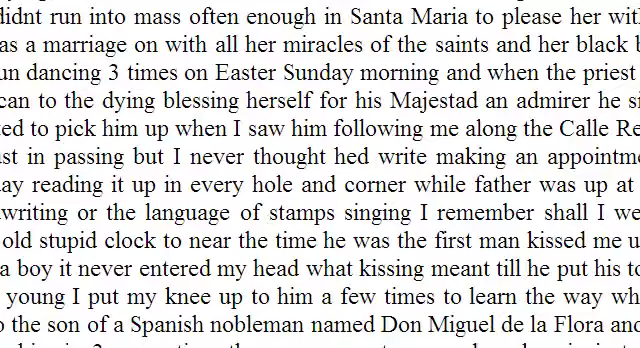 didnt run into mass often enough in Santa Maria to please her with
as a marriage on with all her miracles of the saints and her black
un dancing 3 times on Easter Sunday morning and when the priest
can to the dying blessing herself for his Majestad an admirer he
ed to pick him up when I saw him following me along the Calle
st in passing but I never thought hed write making an
ay reading it up in every hole and corner while father was up at
writing or the language of stamps singing I remember shall I
old stupid clock to near the time he was the first man kissed me
a boy it never entered my head what kissing meant till he put his
young I put my knee up to him a few times to learn the way
the son of a Spanish nobleman named Don Miguel de la Flora and